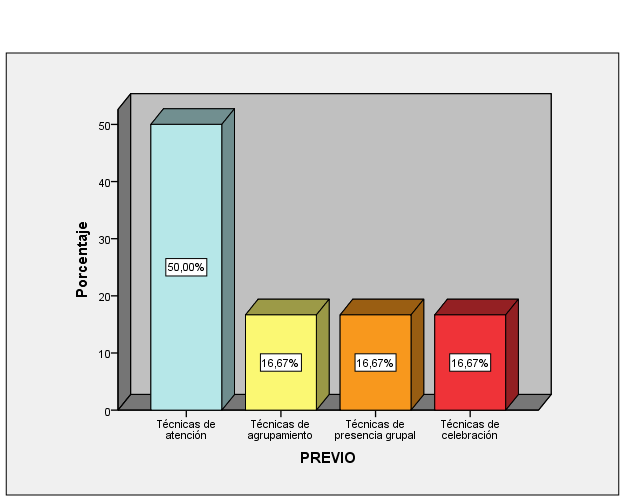 Porcentaje
50
40
30
20
10
0
50,00%
16,67%
16,67%
16,67%
Técnicas de
atención
Técnicas de
agrupamiento
Técnicas de
presencia grupal
Técnicas de
celebración
PREVIO